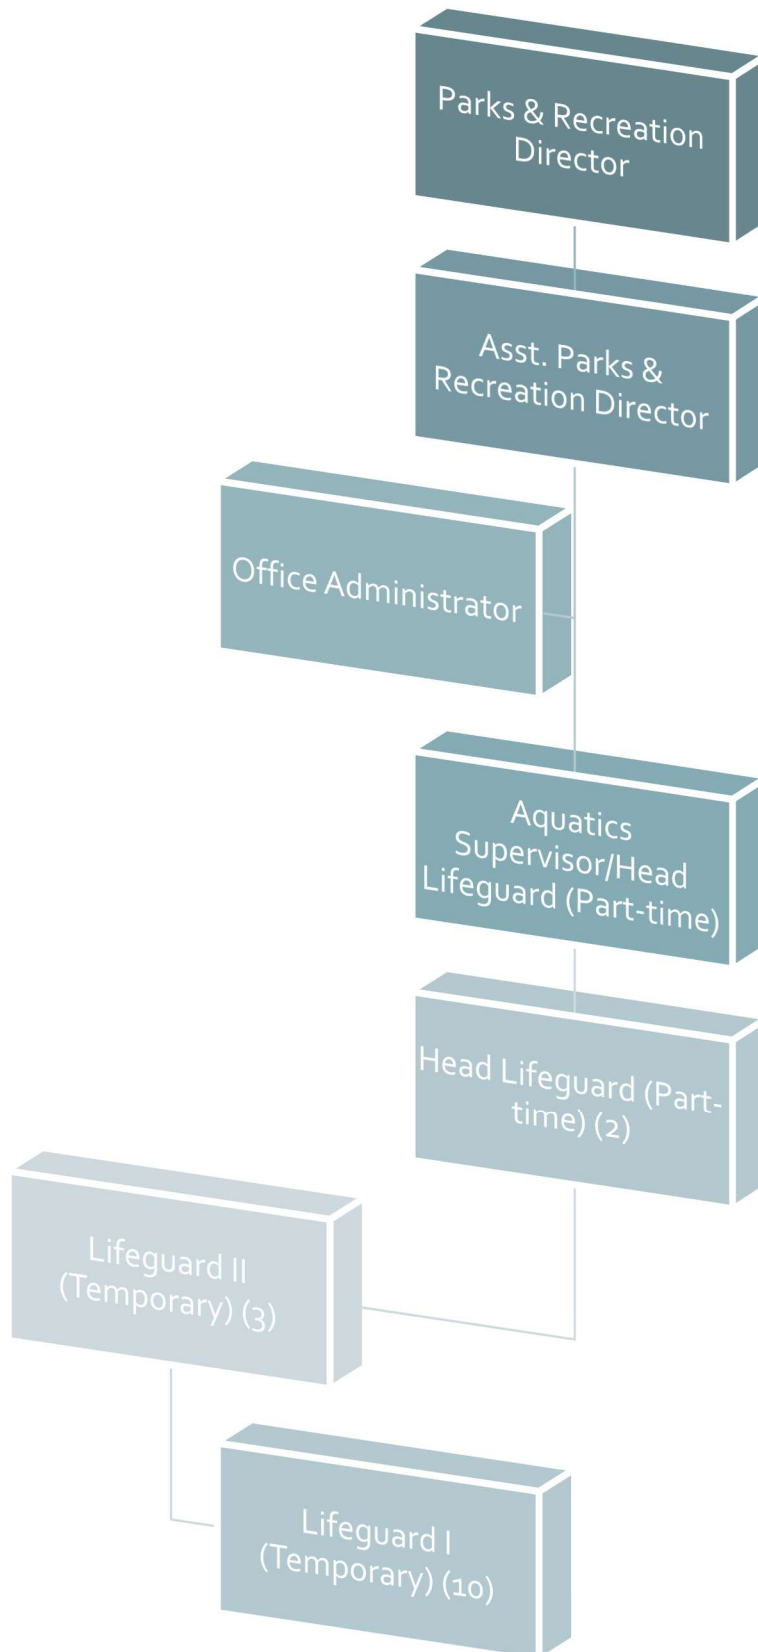 Parks & Recreation
Director
Asst. Parks &
Recreation Director
Office Administrator
Aquatics
Supervisor/Head
Lifeguard (Part-time)
Head Lifeguard (Part-
time) (2)
Lifeguard II
(Temporary) (3)
Lifeguard I
(Temporary) (10)